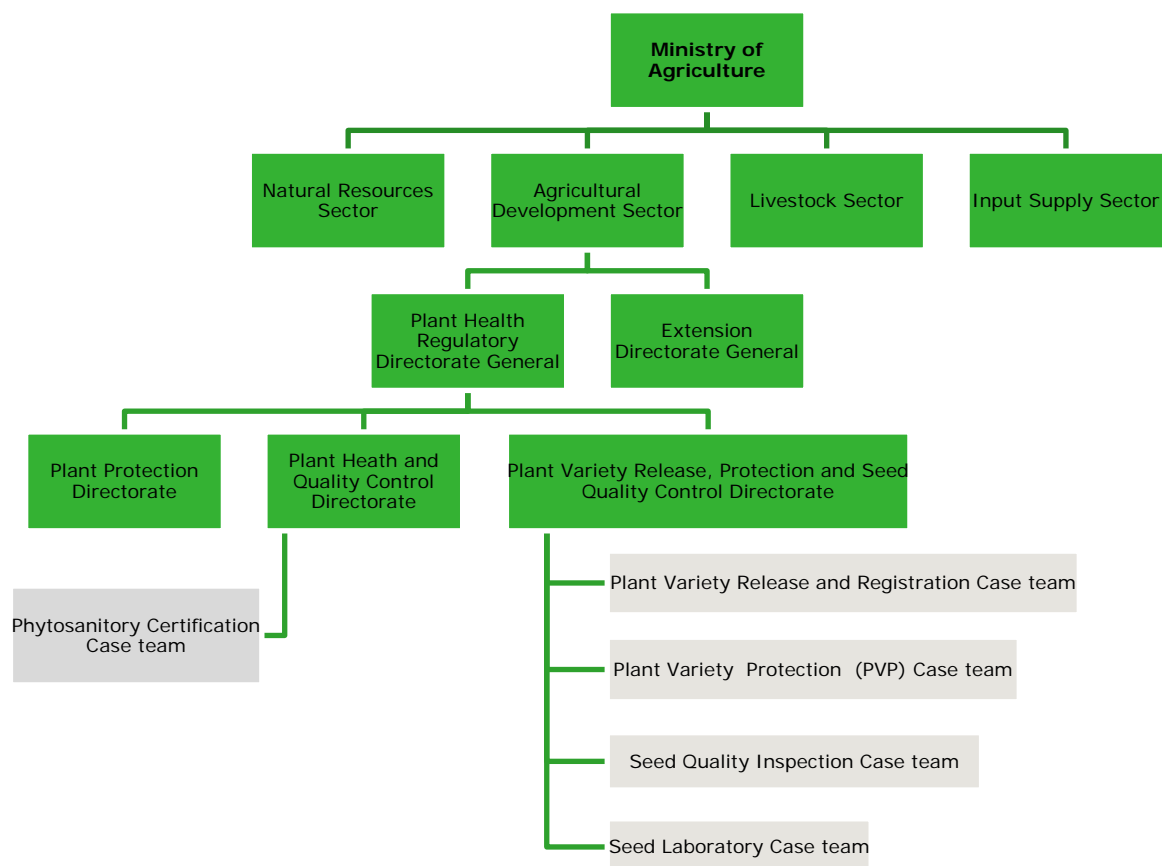 Ministry of
Agriculture
Natural Resources
Sector
Agricultural
Development Sector
Livestock Sector
Input Supply Sector
Plant Health
Regulatory
Directorate General
Extension
Directorate General
Plant Protection
Directorate
Plant Heath and
Quality Control
Directorate
Plant Variety Release, Protection and Seed
Quality Control Directorate
Plant Variety Release and Registration Case team
Phytosanitory Certification
Case team
Plant Variety Protection (PVP) Case team
Seed Quality Inspection Case team
Seed Laboratory Case team